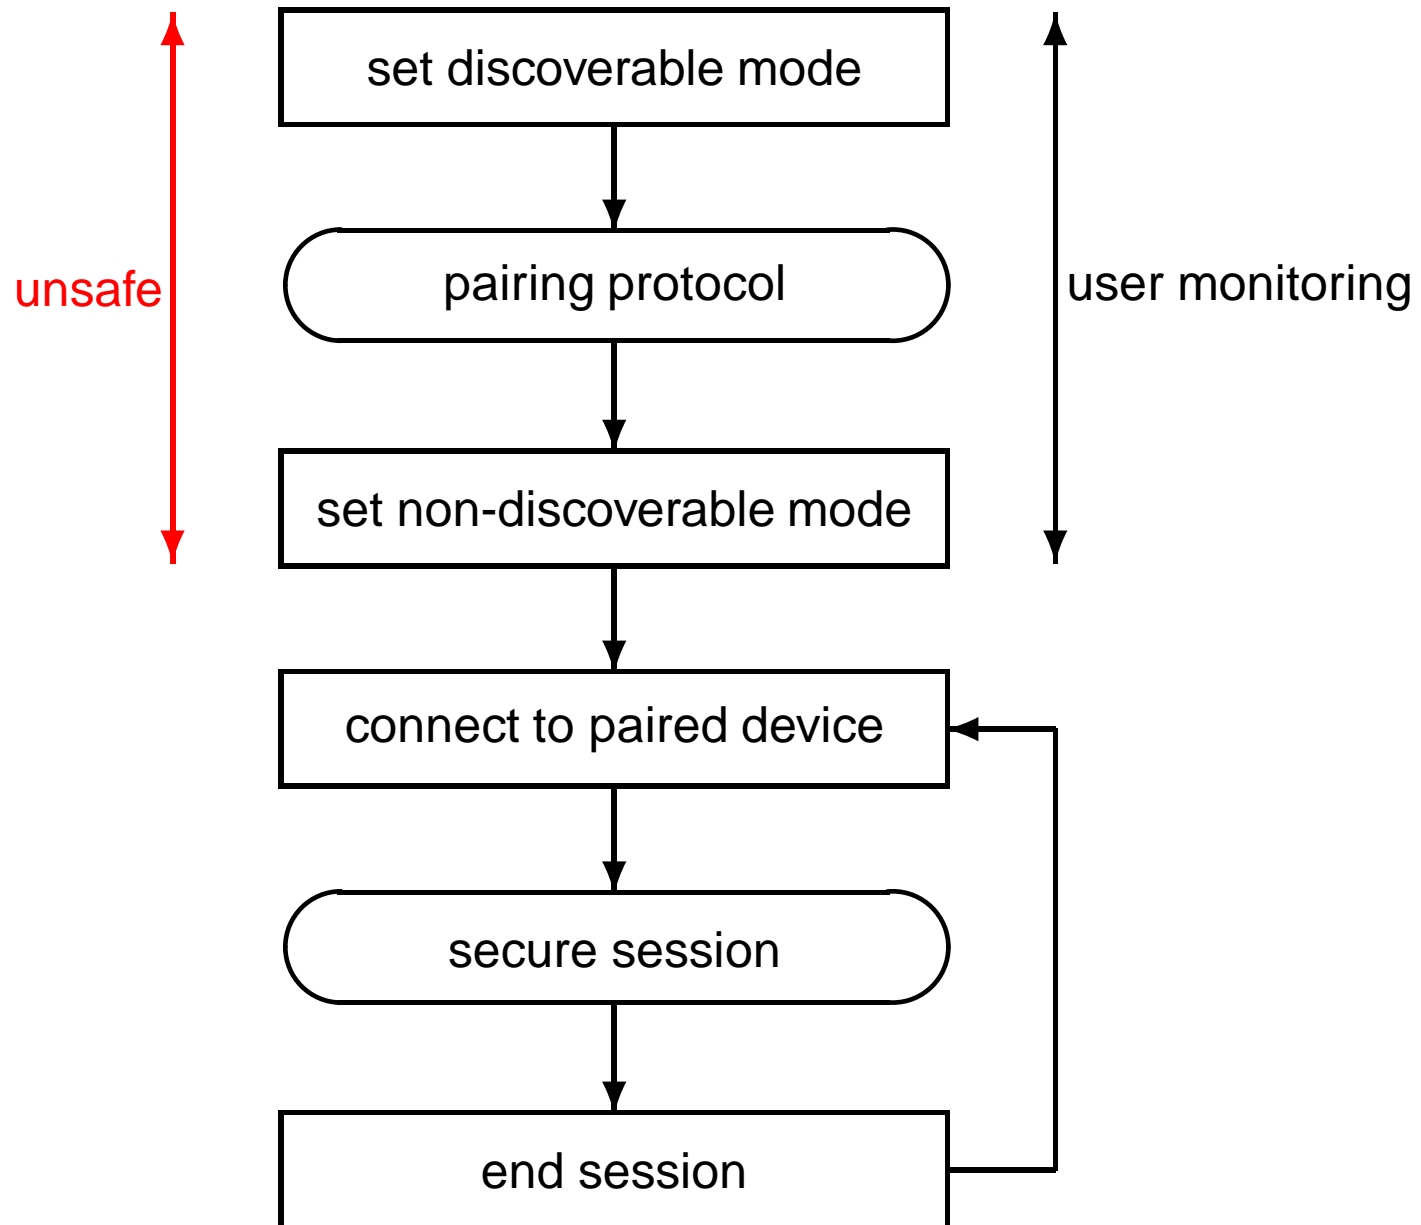 set discoverable mode
pairing protocol
unsafe
user monitoring
set non-discoverable mode
connect to paired device
secure session
end session